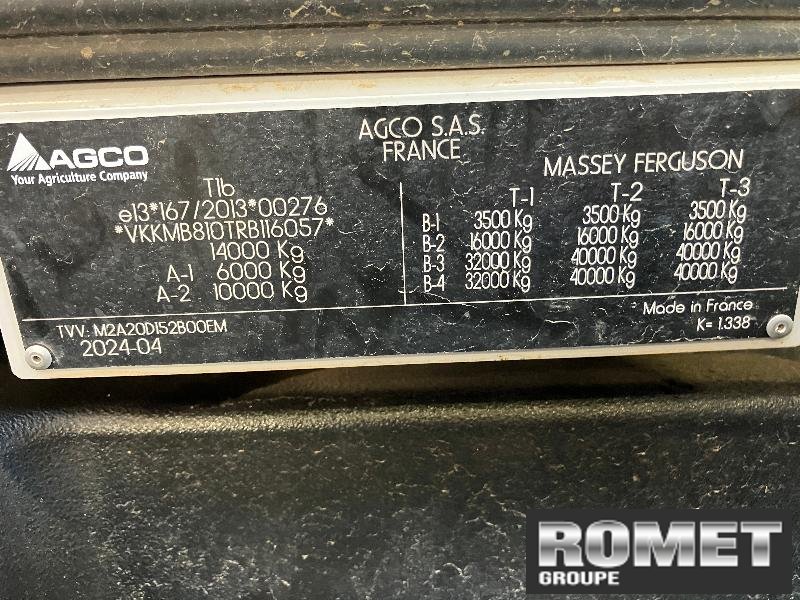 AGCO
Your Agriculture Company
AGCO S.A.S.
FRANCE
MASSEY FERGUSON
T1b
e13*167/2013*00276
*VKKMB810TRB116057*
14000 Kg
A-1 6000 Kg
A-2 10000 Kg
T-1 T-2 T-3
B-1 3500 Kg 3500 Kg 3500 Kg
B-2 16000 Kg 16000 Kg 16000 Kg
B-3 32000 Kg 40000 Kg 40000 Kg
B-4 32000 Kg 40000 Kg 40000 Kg
TVV: M2A20D152B00EM
2024-04
Made in France
K= 1.338
ROMET
GROUPE